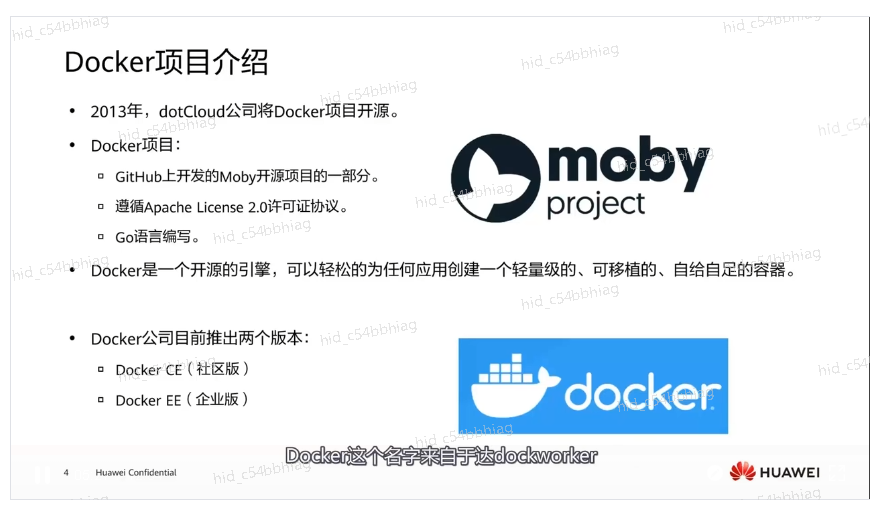 Docker项目介绍
• 2013年，dotCloud公司将Docker项目开源。
• Docker项目：
▫ GitHub上开发的Moby开源项目的一部分。
▫ 遵循Apache License 2.0许可证协议。
▫ Go语言编写。
moby
project
• Docker是一个开源的引擎，可以轻松的为任何应用创建一个轻量级的、可移植的、自给自足的容器。
• Docker公司目前推出两个版本：
▫ Docker CE（社区版）
▫ Docker EE（企业版）
docker
Docker这个名字来自于达dockworker
4 Huawei Confidential
HUAWEI
hid_c54bbhiag